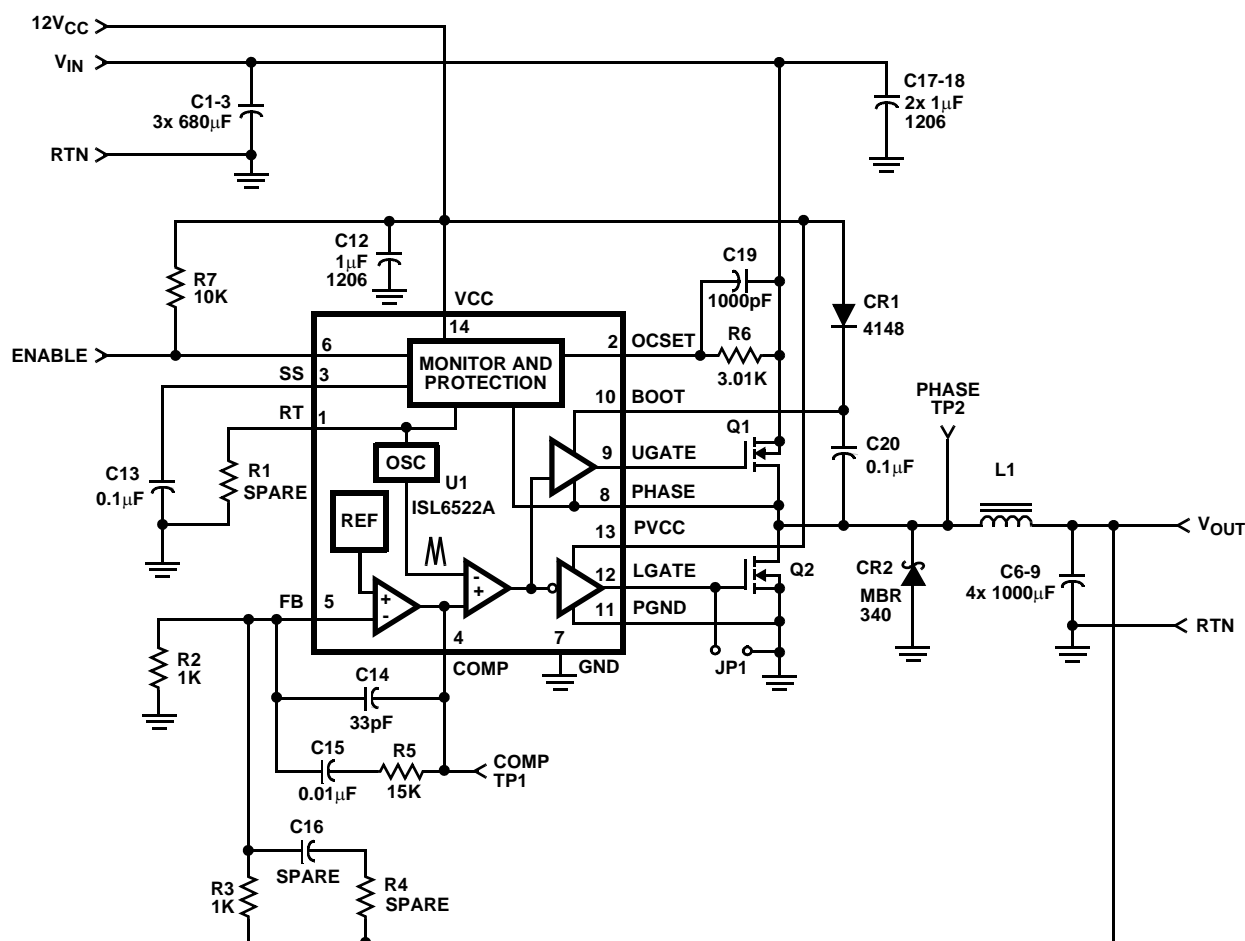 12VCC
VIN
C1-3
3x 680µF
RTN
C17-18
2x 1µF
1206
C12
1µF
1206
R7
10K
VCC
14
C19
1000pF
CR1
4148
ENABLE
6
MONITOR AND
PROTECTION
2
OCSET
R6
3.01K
SS
3
10
BOOT
PHASE
TP2
RT
1
Q1
C20
0.1µF
OSC
9
UGATE
L1
C13
0.1µF
R1
SPARE
U1
ISL6522A
8
PHASE
REF
13
PVCC
VOUT
+
-
-
+
12
LGATE
Q2
CR2
MBR
340
C6-9
4x 1000µF
FB
5
11
PGND
RTN
4
COMP
7
GND
JP1
R2
1K
C14
33pF
C15
0.01µF
R5
15K
COMP
TP1
C16
SPARE
R3
1K
R4
SPARE